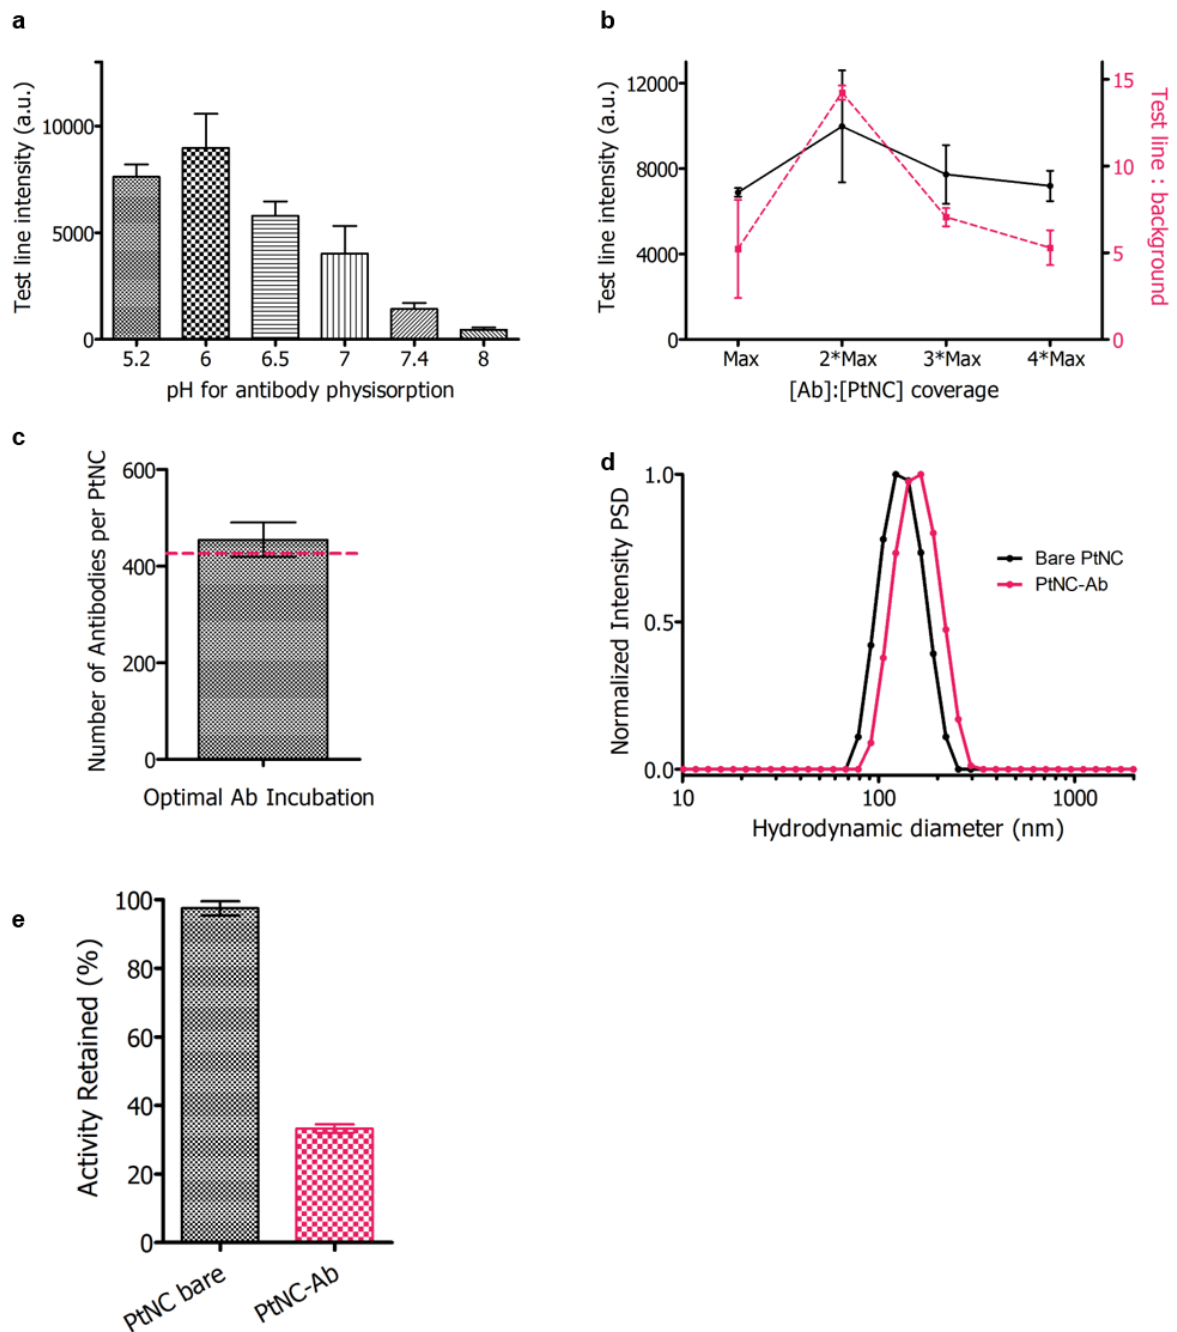 a
Test line intensity (a.u.)
10000
5000
0
5.2 6 6.5 7 7.4 8
pH for antibody physisorption
b
Test line intensity (a.u.)
12000
8000
4000
0
15
10
5
0
Test line : background
Max 2*Max 3*Max 4*Max
[Ab]:[PtNC] coverage
c
Number of Antibodies per PtNC
600
400
200
0
Optimal Ab Incubation
d
Normalized Intensity PSD
1.0
0.5
0.0
Bare PtNC
PtNC-Ab
10 100 1000
Hydrodynamic diameter (nm)
e
Activity Retained (%)
100
80
60
40
20
0
PtNC bare
PtNC-Ab